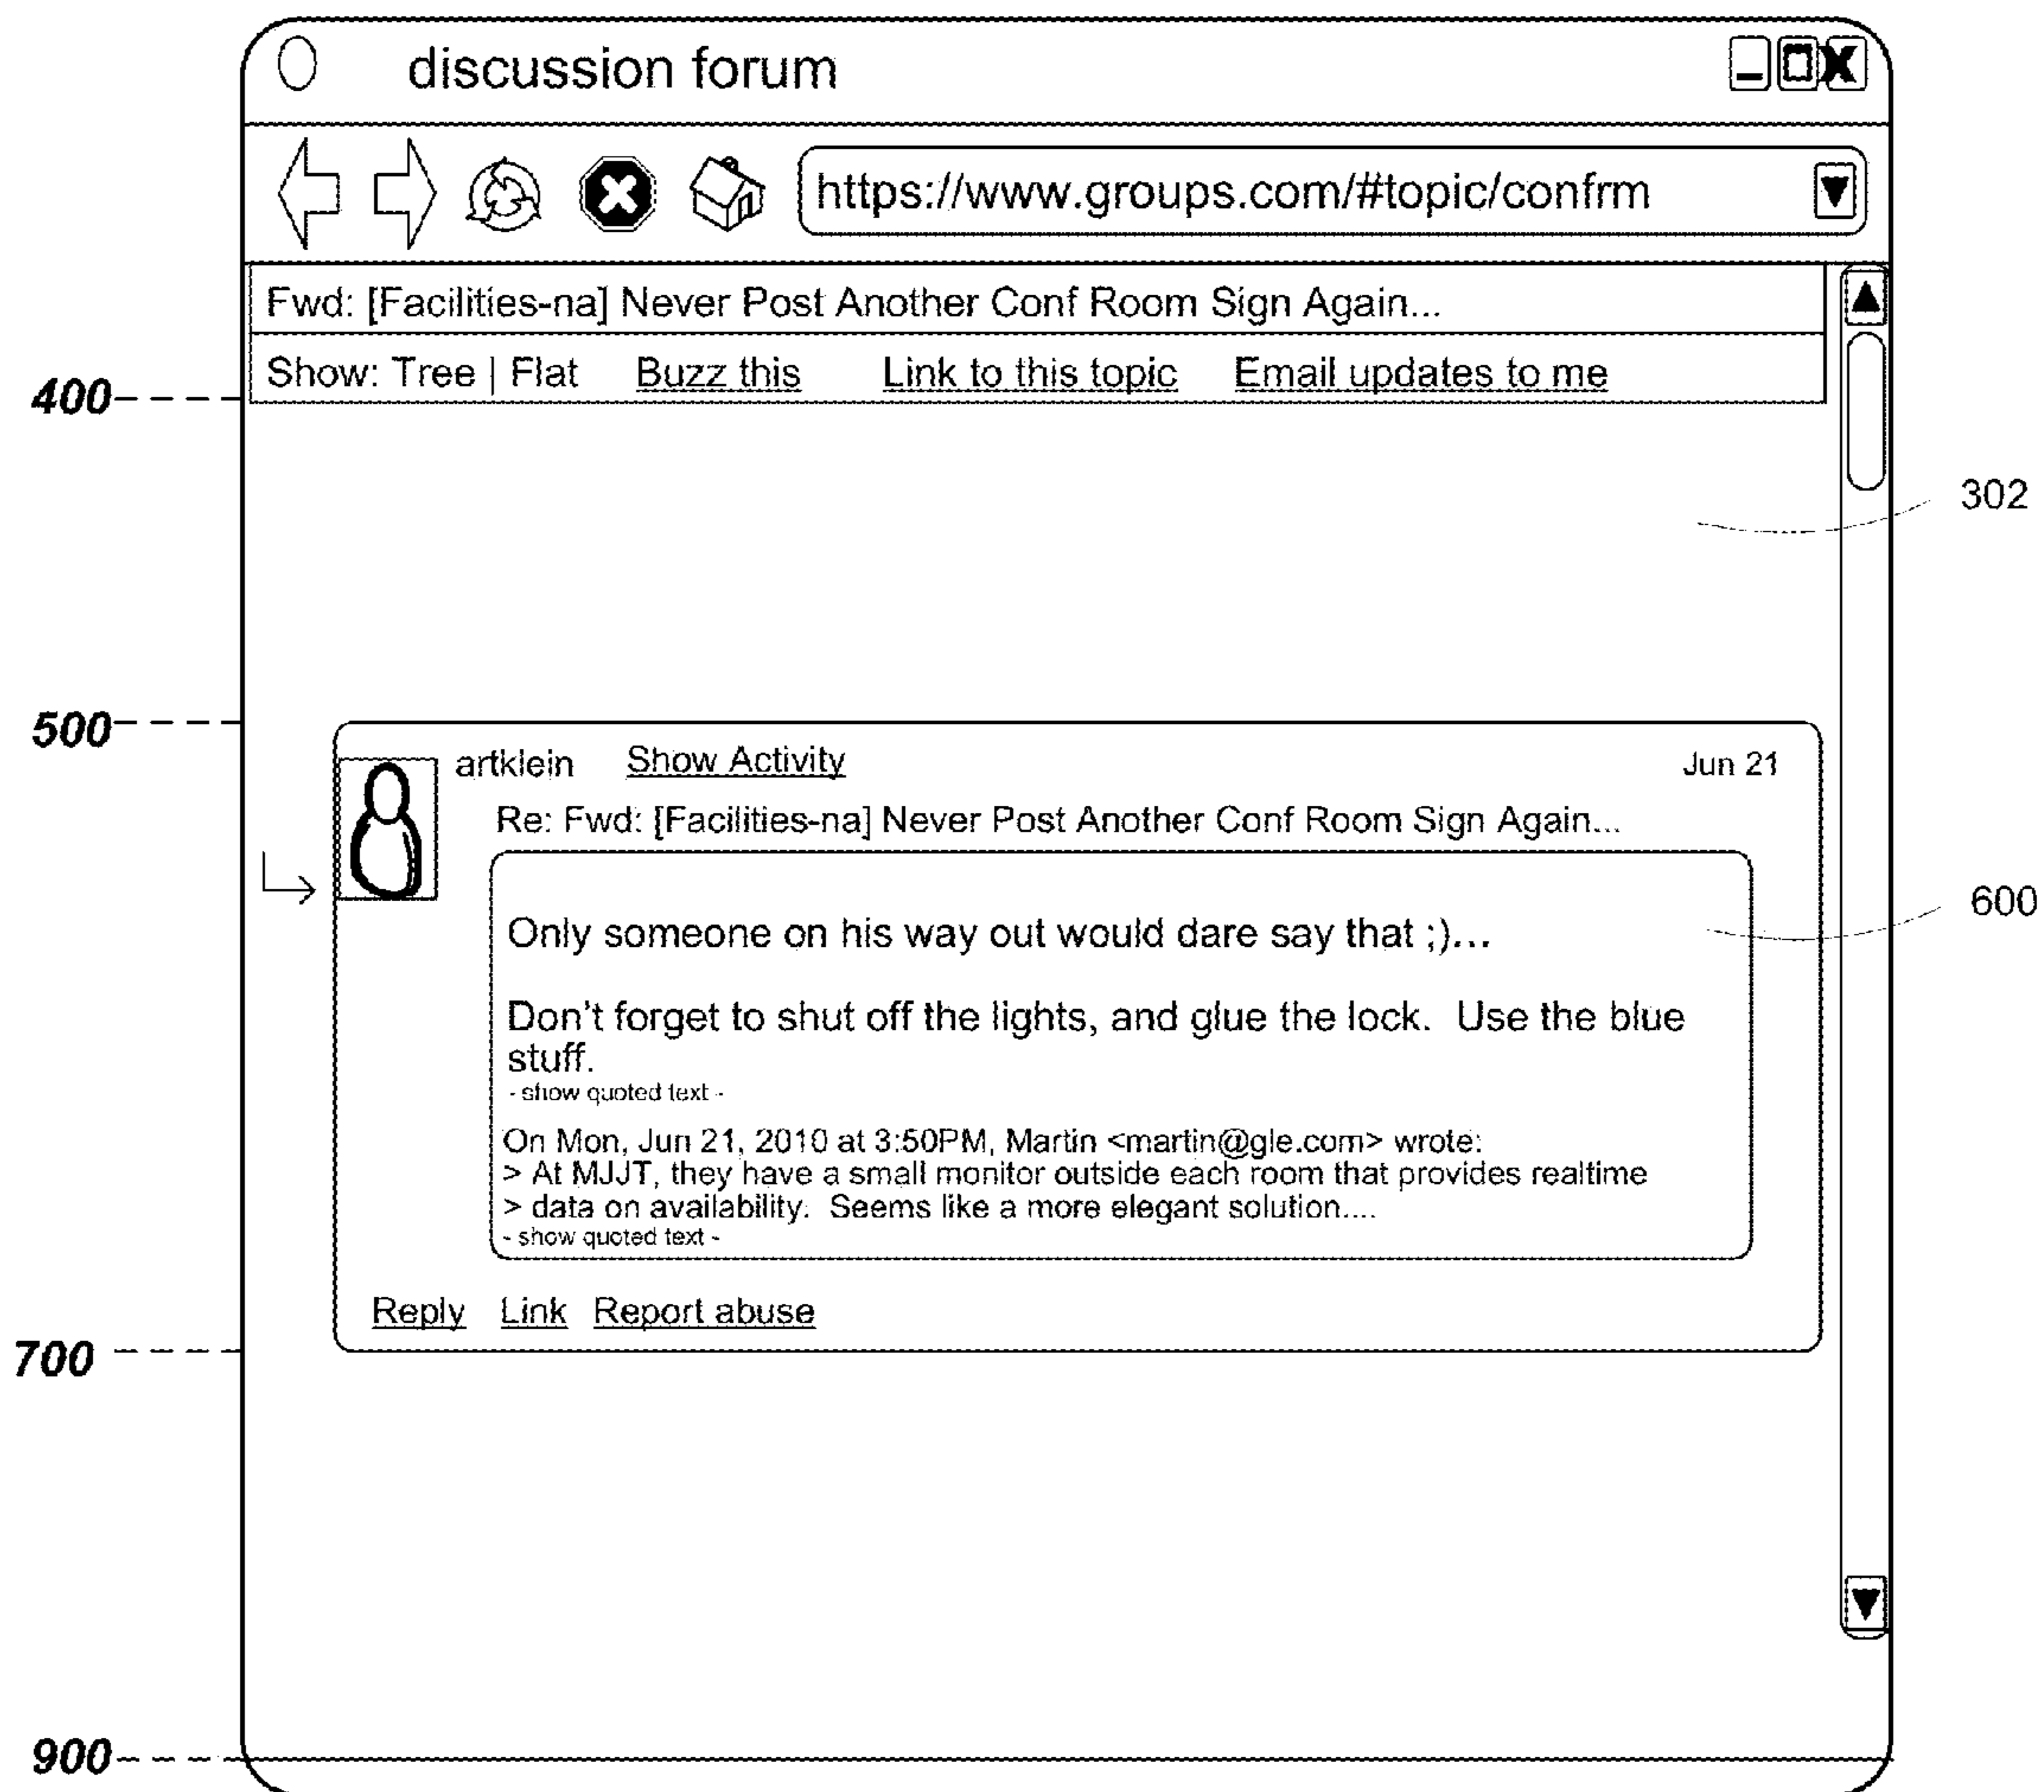 discussion forum
https://www.groups.com/#topic/confrm
Fwd: [Facilities-na] Never Post Another Conf Room Sign Again...
Show: Tree | Flat Buzz this Link to this topic Email updates to me
400
302
500
artklein Show Activity Jun 21
Re: Fwd: [Facilities-na] Never Post Another Conf Room Sign Again...
600
Only someone on his way out would dare say that ;)...
Don't forget to shut off the lights, and glue the lock. Use the blue
stuff.
- show quoted text -
On Mon, Jun 21, 2010 at 3:50PM, Martin <martin@gle.com> wrote:
> At MJJT, they have a small monitor outside each room that provides realtime
> data on availability. Seems like a more elegant solution....
- show quoted text -
Reply Link Report abuse
700
900